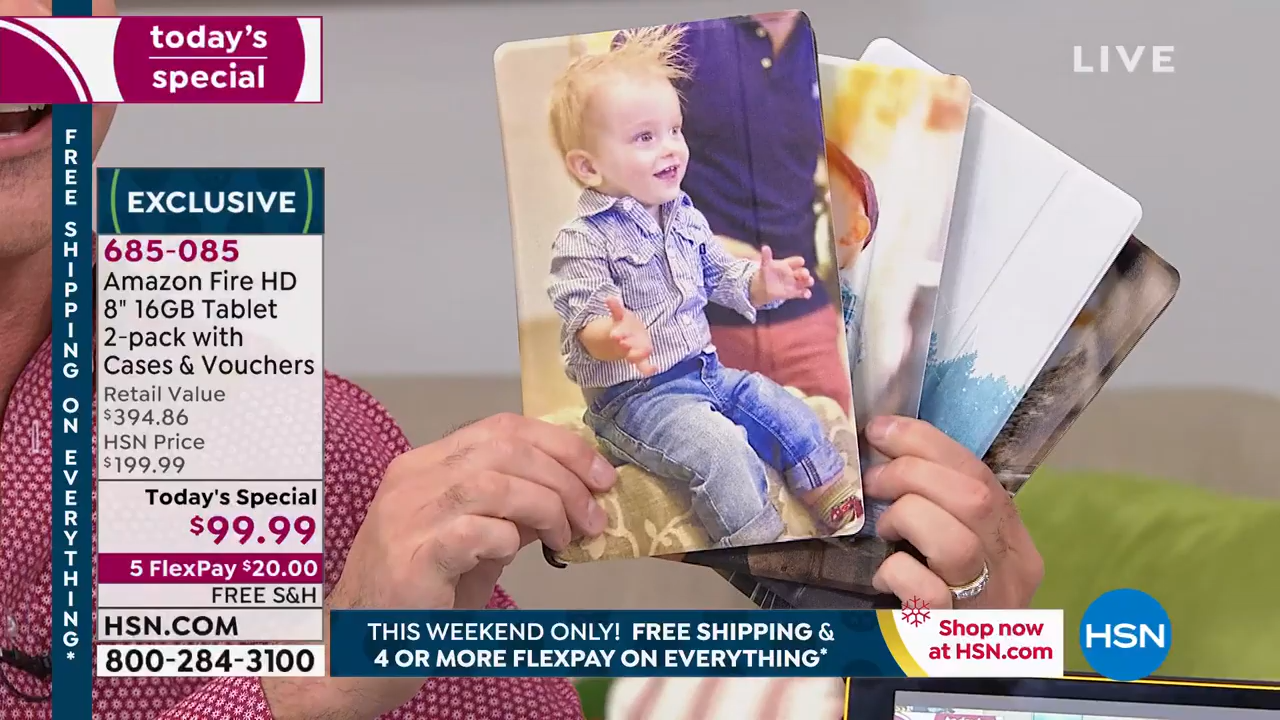 today's
special
LIVE
FREE SHIPPING ON EVERYTHING*
EXCLUSIVE
685-085
Amazon Fire HD
8" 16GB Tablet
2-pack with
Cases & Vouchers
Retail Value
$394.86
HSN Price
$199.99
Today's Special
$99.99
5 FlexPay $20.00
FREE S&H
HSN.COM
800-284-3100
THIS WEEKEND ONLY! FREE SHIPPING &
4 OR MORE FLEXPAY ON EVERYTHING*
Shop now
at HSN.com
HSN